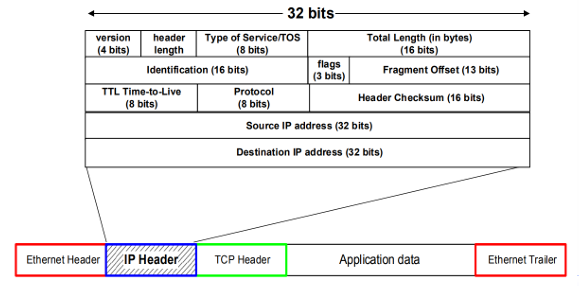 32 bits
version
(4 bits)
header
length
Type of Service/TOS
(8 bits)
Total Length (in bytes)
(16 bits)
Identification (16 bits)
flags
(3 bits)
Fragment Offset (13 bits)
TTL Time-to-Live
(8 bits)
Protocol
(8 bits)
Header Checksum (16 bits)
Source IP address (32 bits)
Destination IP address (32 bits)
Ethernet Header
IP Header
TCP Header
Application data
Ethernet Trailer